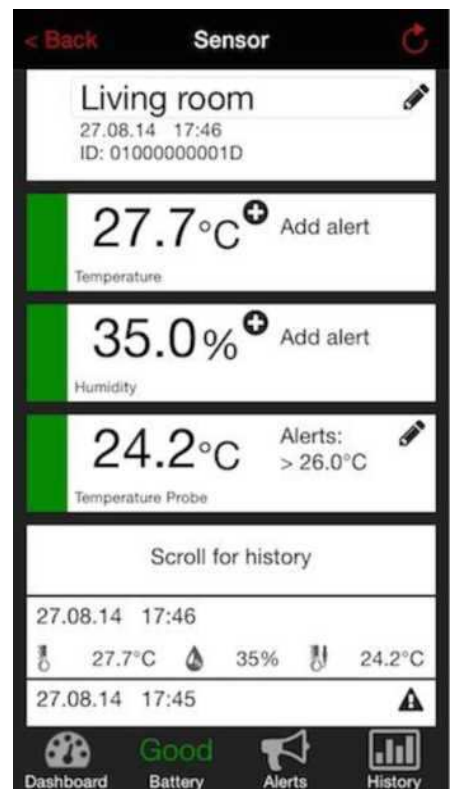 < Back Sensor
Living room
27.08.14 17:46
ID: 01000000001D
27.7°C Add alert
Temperature
35.0% Add alert
Humidity
24.2°C Alerts:
> 26.0°C
Temperature Probe
Scroll for history
27.08.14 17:46
27.7°C 35% 24.2°C
27.08.14 17:45
Good
Dashboard Battery Alerts History